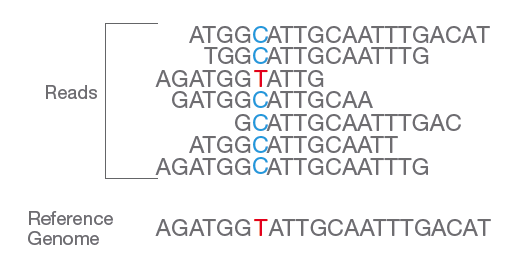 ATGGCATTGCAATTTGACAT
TGGCATTGCAATTTG
AGATGGTATTG
Reads
GATGGCATTGCAA
GCATTGCAATTTGAC
ATGGCATTGCAATT
AGATGGCATTGCAATTTG
Reference
Genome
AGATGGTATTGCAATTTGACAT